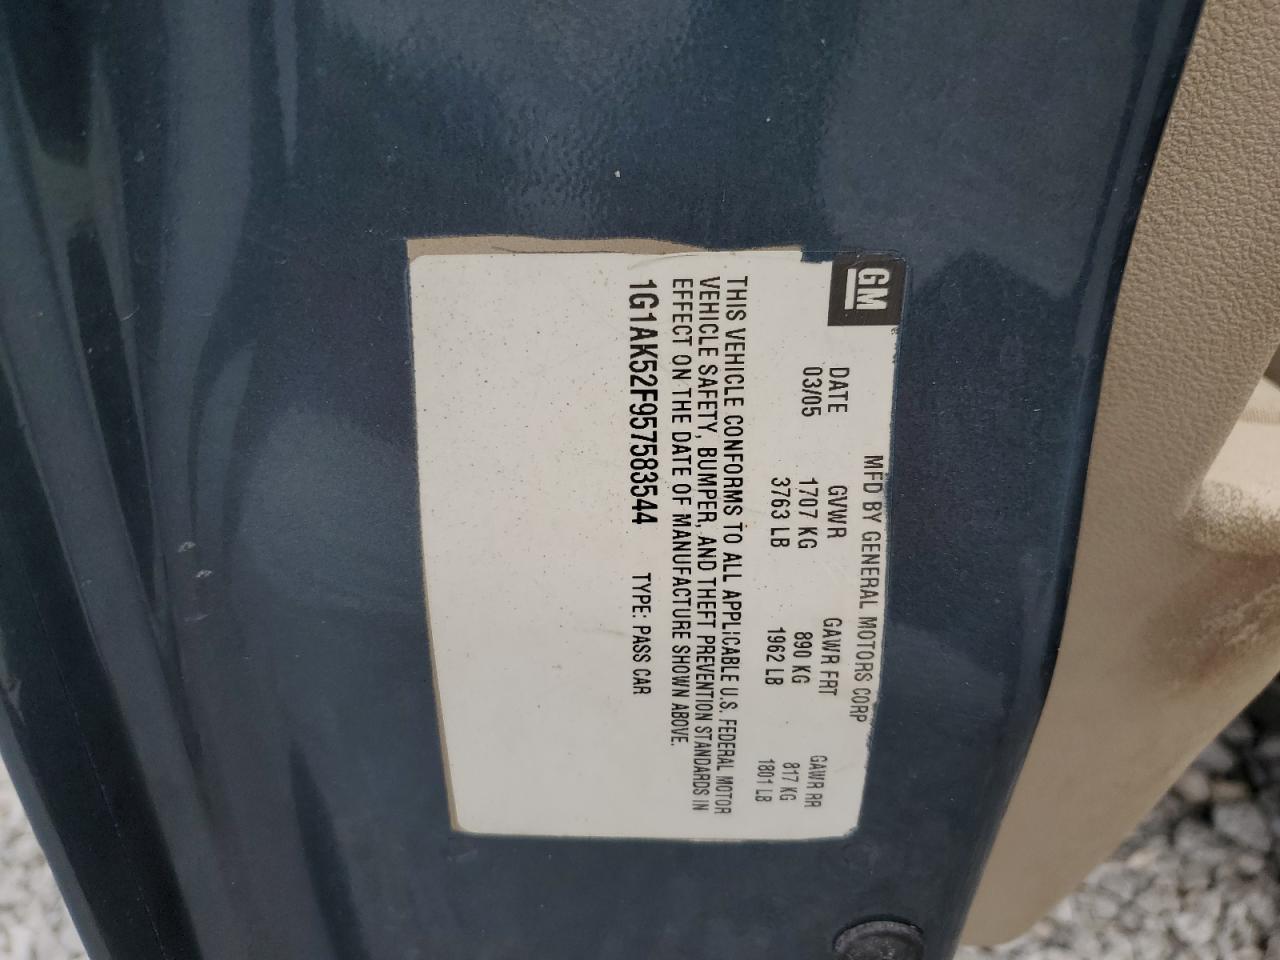 GM
MFD BY GENERAL MOTORS CORP
DATE GVWR GAWR FRT GAWR RR
03/05 1707 KG 890 KG 817 KG
3763 LB 1962 LB 1801 LB
THIS VEHICLE CONFORMS TO ALL APPLICABLE U.S. FEDERAL MOTOR
VEHICLE SAFETY, BUMPER, AND THEFT PREVENTION STANDARDS IN
EFFECT ON THE DATE OF MANUFACTURE SHOWN ABOVE.
1G1AK52F957583544 TYPE: PASS CAR